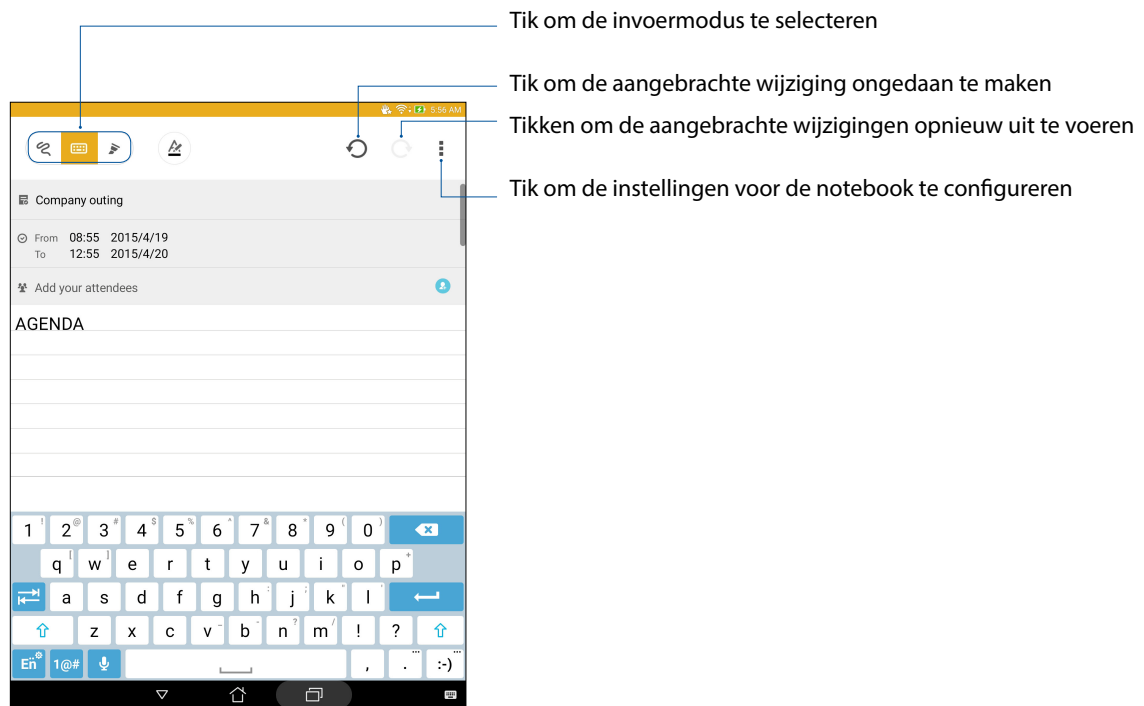 Tik om de invoermodus te selecteren
Tik om de aangebrachte wijziging ongedaan te maken
Tikken om de aangebrachte wijzigingen opnieuw uit te voeren
Tik om de instellingen voor de notebook te configureren
5:56 AM
Company outing
From 08:55 2015/4/19
To 12:55 2015/4/20
Add your attendees
AGENDA
1 ! 2 @ 3 # 4 $ 5 % 6 ^ 7 & 8 * 9 ( 0 )
q [ w ] e r t y u i o p +
a s d f g h : j ; k " l '
z x c v - b - n ? m / ! ?
En 1@# , . ... :-) ...